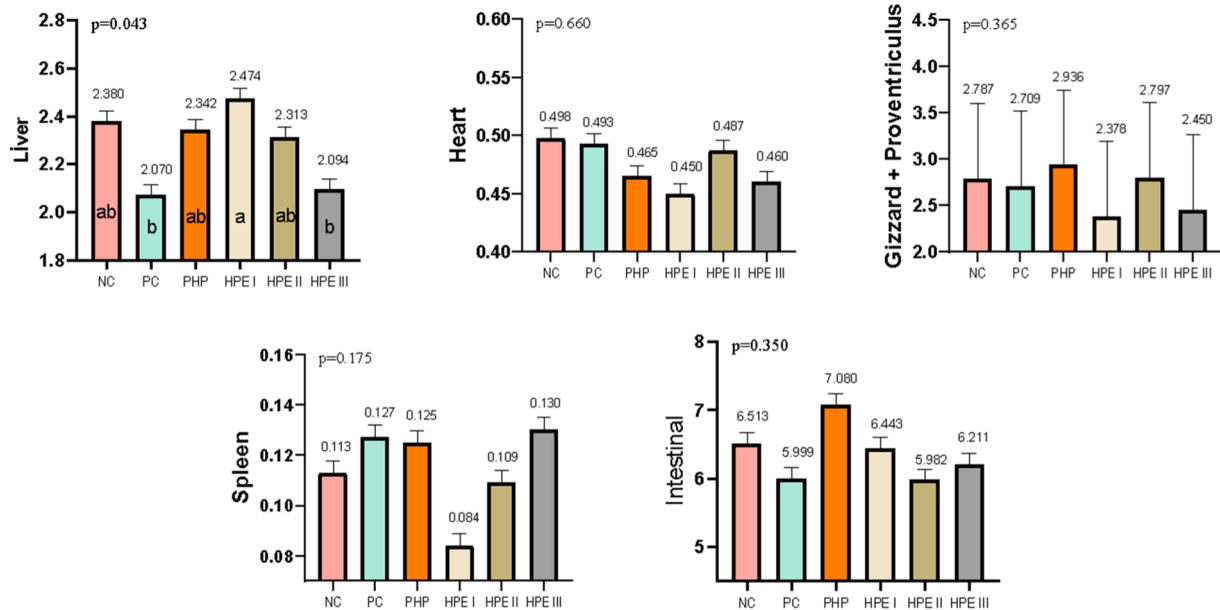 Liver
p=0.043
2.8
2.6
2.4
2.2
2.0
1.8
2.380
2.070
2.342
2.474
2.313
2.094
ab
b
ab
a
ab
b
NC
PC
PHP
HPE I
HPE II
HPE III
Heart
p=0.660
0.60
0.55
0.50
0.45
0.40
0.498
0.493
0.465
0.450
0.487
0.460
NC
PC
PHP
HPE I
HPE II
HPE III
Gizzard + Proventriculus
p=0.365
4.5
4.0
3.5
3.0
2.5
2.0
2.787
2.709
2.936
2.378
2.797
2.450
NC
PC
PHP
HPE I
HPE II
HPE III
Spleen
p=0.175
0.16
0.14
0.12
0.10
0.08
0.113
0.127
0.125
0.084
0.109
0.130
NC
PC
PHP
HPE I
HPE II
HPE III
Intestinal
p=0.350
8
7
6
5
6.513
5.999
7.080
6.443
5.982
6.211
NC
PC
PHP
HPE I
HPE II
HPE III